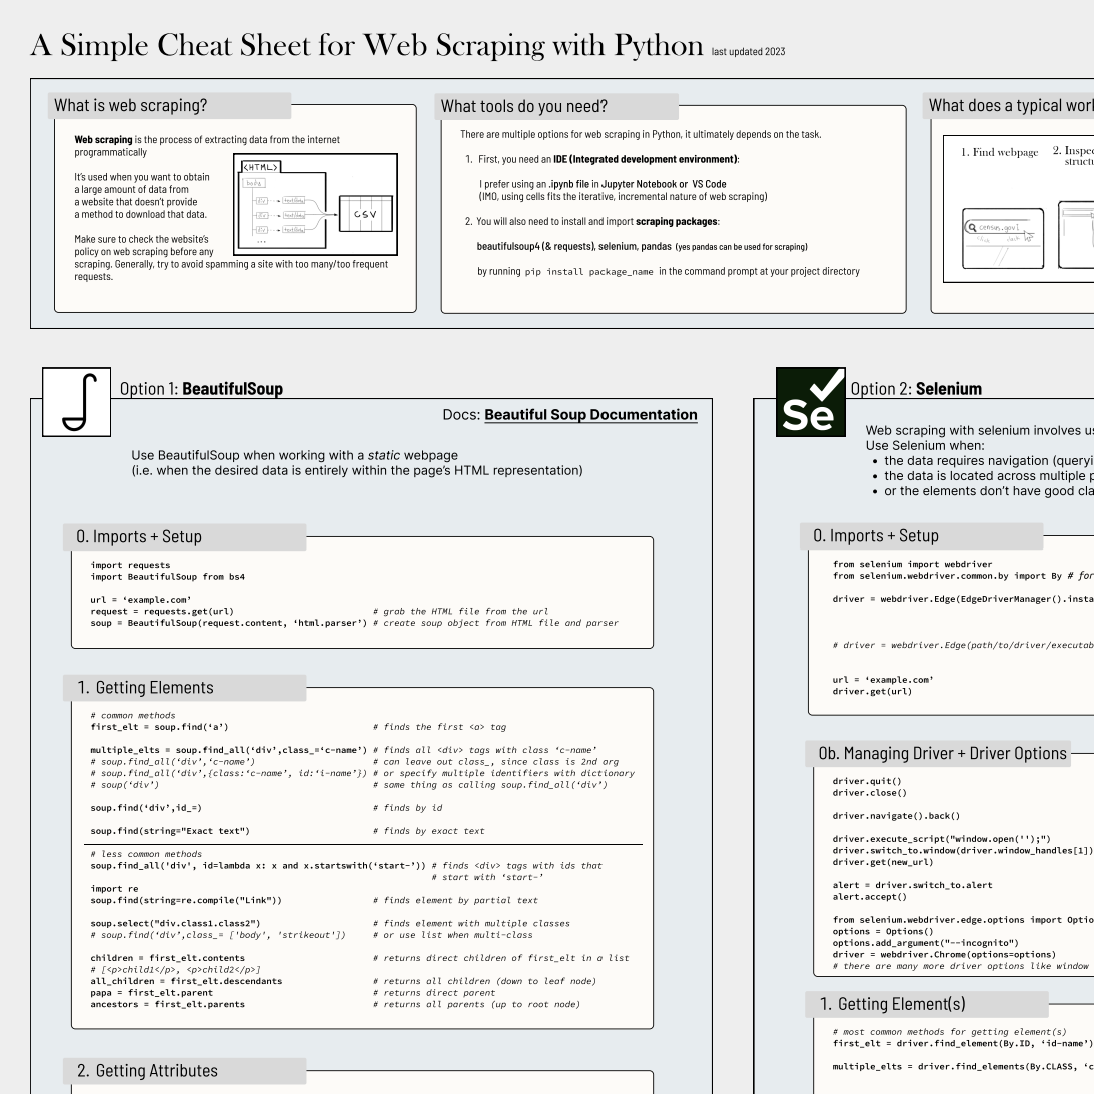 A Simple Cheat Sheet for Web Scraping with Python last updated 2023
What is web scraping?
Web scraping is the process of extracting data from the internet
programmatically
It's used when you want to obtain
a large amount of data from
a website that doesn't provide
a method to download that data.
Make sure to check the website's
policy on web scraping before any
scraping. Generally, try to avoid spamming a site with too many/too frequent
requests.
<HTML>
body
CSV
What tools do you need?
There are multiple options for web scraping in Python, it ultimately depends on the task.
1. First, you need an IDE (Integrated development environment):
I prefer using an .ipynb file in Jupyter Notebook or VS Code
(IMO, using cells fits the iterative, incremental nature of web scraping)
2. You will also need to install and import scraping packages:
beautifulsoup4 (& requests), selenium, pandas (yes pandas can be used for scraping)
by running pip install package_name in the command prompt at your project directory
What does a typical work
1. Find webpage
2. Inspec
structu
census.gov
Option 1: BeautifulSoup
Docs: Beautiful Soup Documentation
Use BeautifulSoup when working with a static webpage
(i.e. when the desired data is entirely within the page's HTML representation)
0. Imports + Setup
import requests
import BeautifulSoup from bs4
url = ‘example.com’
request = requests.get(url) # grab the HTML file from the url
soup = BeautifulSoup(request.content, ‘html.parser’) # create soup object from HTML file and parser
1. Getting Elements
# common methods
first_elt = soup.find(‘a’) # finds the first <a> tag
multiple_elts = soup.find_all(‘div’,class_=‘c-name’) # finds all <div> tags with class ‘c-name’
# soup.find_all(‘div’,‘c-name’) # can leave out class_, since class is 2nd arg
# soup.find_all(‘div’,{class:‘c-name’, id:‘i-name’}) # or specify multiple identifiers with dictionary
# soup(‘div’) # same thing as calling soup.find_all(‘div’)
soup.find(‘div’,id_=) # finds by id
soup.find(string="Exact text") # finds by exact text
# less common methods
soup.find_all('div', id=lambda x: x and x.startswith(‘start-’)) # finds <div> tags with ids that
# start with ‘start-’
import re
soup.find(string=re.compile("Link")) # finds element by partial text
soup.select("div.class1.class2") # finds element with multiple classes
# soup.find(‘div’,class_= ['body', 'strikeout']) # or use list when multi-class
children = first_elt.contents # returns direct children of first_elt in a list
# [<p>child1</p>, <p>child2</p>]
all_children = first_elt.descendants # returns all children (down to leaf node)
papa = first_elt.parent # returns direct parent
ancestors = first_elt.parents # returns all parents (up to root node)
2. Getting Attributes
Se
Option 2: Selenium
Web scraping with selenium involves us
Use Selenium when:
• the data requires navigation (queryi
• the data is located across multiple p
• or the elements don't have good cla
0. Imports + Setup
from selenium import webdriver
from selenium.webdriver.common.by import By # for
driver = webdriver.Edge(EdgeDriverManager().insta
# driver = webdriver.Edge(path/to/driver/executab
url = ‘example.com’
driver.get(url)
0b. Managing Driver + Driver Options
driver.quit()
driver.close()
driver.navigate().back()
driver.execute_script("window.open('');")
driver.switch_to.window(driver.window_handles[1])
driver.get(new_url)
alert = driver.switch_to.alert
alert.accept()
from selenium.webdriver.edge.options import Optio
options = Options()
options.add_argument("--incognito")
driver = webdriver.Chrome(options=options)
# there are many more driver options like window
1. Getting Element(s)
# most common methods for getting element(s)
first_elt = driver.find_element(By.ID, ‘id-name’)
multiple_elts = driver.find_elements(By.CLASS, ‘c